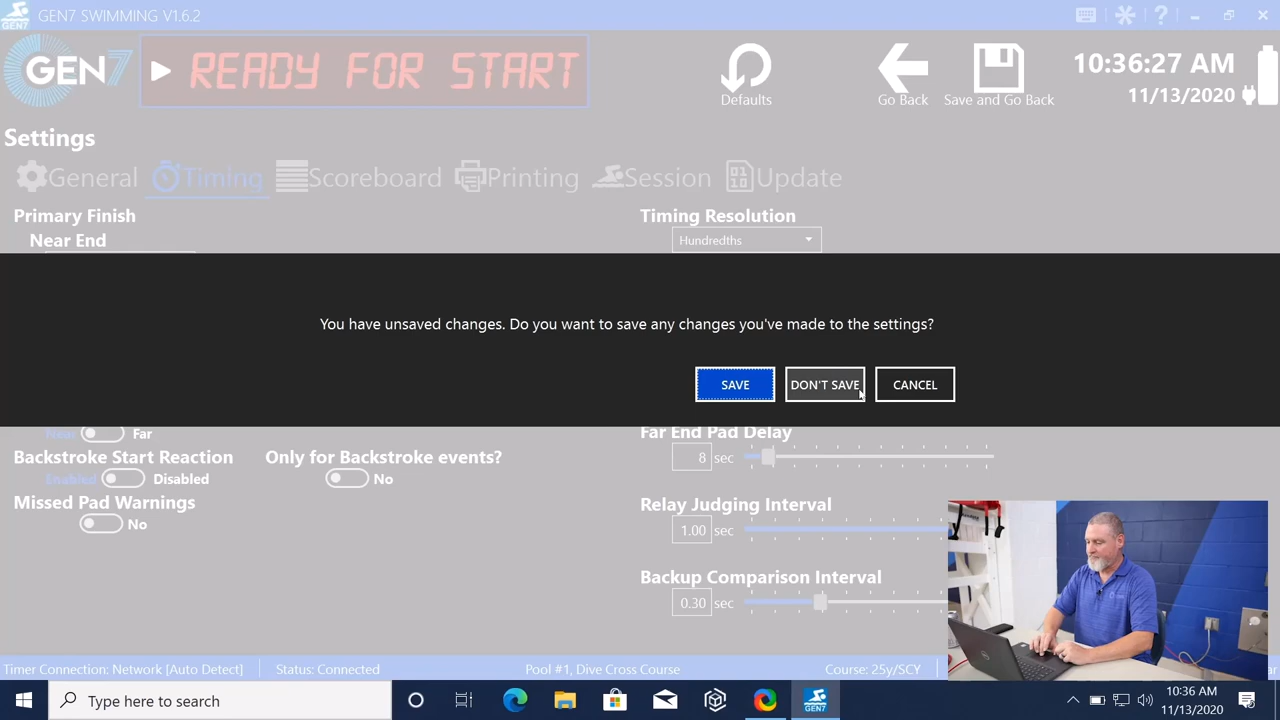 GEN7 SWIMMING V1.6.2
GEN7
GEN7
READY FOR START
Defaults
Go Back
Save and Go Back
10:36:27 AM
11/13/2020
Settings
General
Timing
Scoreboard
Printing
Session
Update
Primary Finish
Near End
Timing Resolution
Hundredths
You have unsaved changes. Do you want to save any changes you've made to the settings?
SAVE
DON'T SAVE
CANCEL
Far
Far End Pad Delay
8 sec
Backstroke Start Reaction
Enabled
Disabled
Only for Backstroke events?
No
Missed Pad Warnings
No
Relay Judging Interval
1.00 sec
Backup Comparison Interval
0.30 sec
Timer Connection: Network [Auto Detect]
Status: Connected
Pool #1, Dive Cross Course
Course: 25y/SCY
Type here to search
GEN7
10:36 AM
11/13/2020